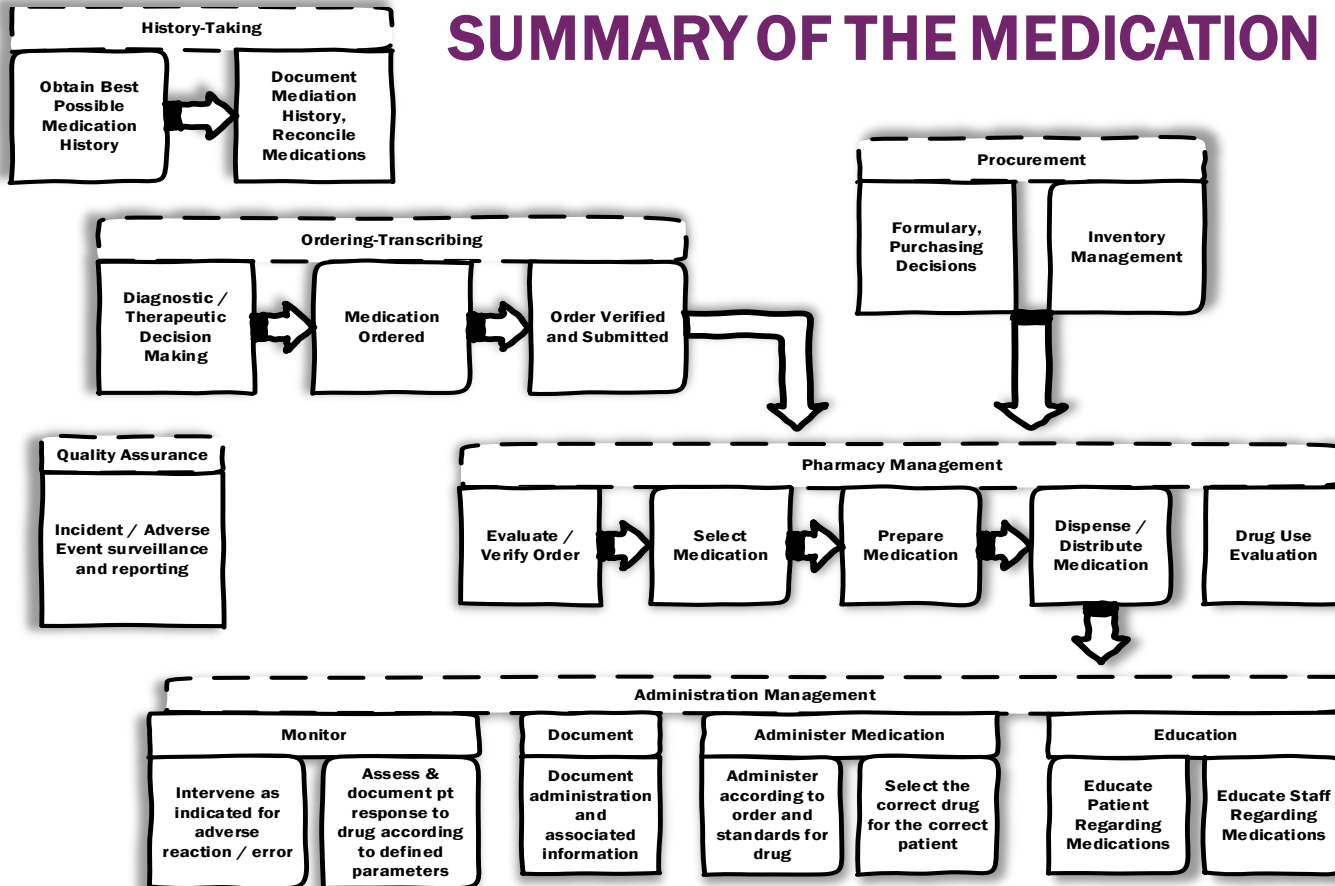 SUMMARY OF THE MEDICATION
History-Taking
Obtain Best
Possible
Medication
History
Document
Mediation
History,
Reconcile
Medications
Procurement
Formulary,
Purchasing
Decisions
Inventory
Management
Ordering-Transcribing
Diagnostic /
Therapeutic
Decision
Making
Medication
Ordered
Order Verified
and Submitted
Quality Assurance
Incident / Adverse
Event surveillance
and reporting
Pharmacy Management
Evaluate /
Verify Order
Select
Medication
Prepare
Medication
Dispense /
Distribute
Medication
Drug Use
Evaluation
Administration Management
Monitor
Intervene as
indicated for
adverse
reaction / error
Assess &
document pt
response to
drug according
to defined
parameters
Document
Document
administration
and
associated
information
Administer Medication
Administer
according to
order and
standards for
drug
Select the
correct drug
for the correct
patient
Education
Educate
Patient
Regarding
Medications
Educate Staff
Regarding
Medications